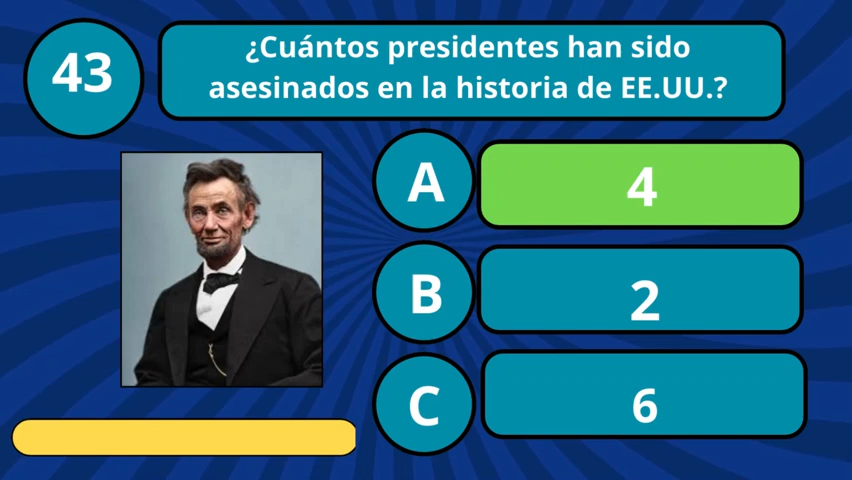 43
¿Cuántos presidentes han sido
asesinados en la historia de EE.UU.?
A
4
B
2
C
6